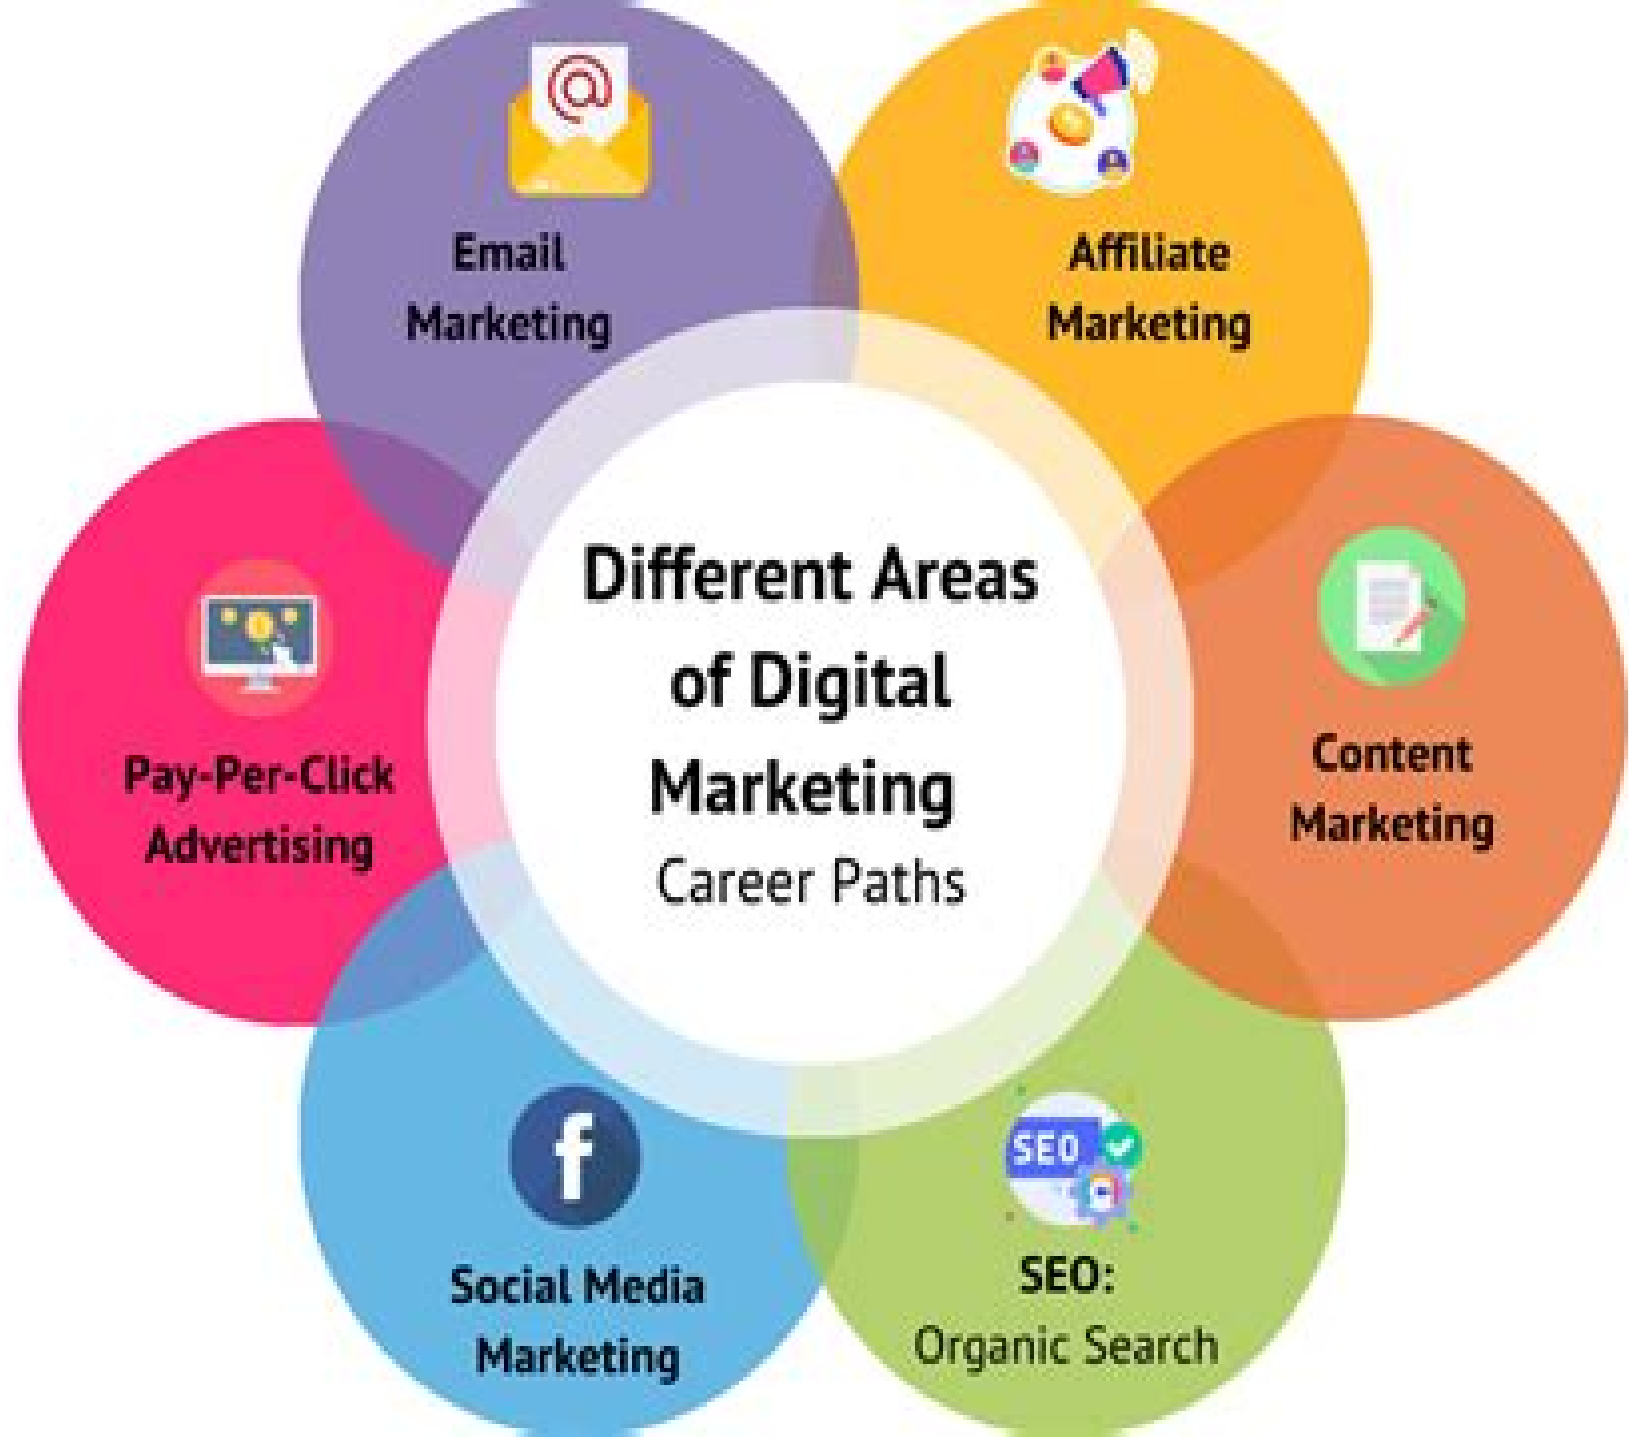 Email
Marketing
Affiliate
Marketing
Different Areas
of Digital
Marketing
Career Paths
Pay-Per-Click
Advertising
Content
Marketing
f
Social Media
Marketing
SEO
SEO:
Organic Search